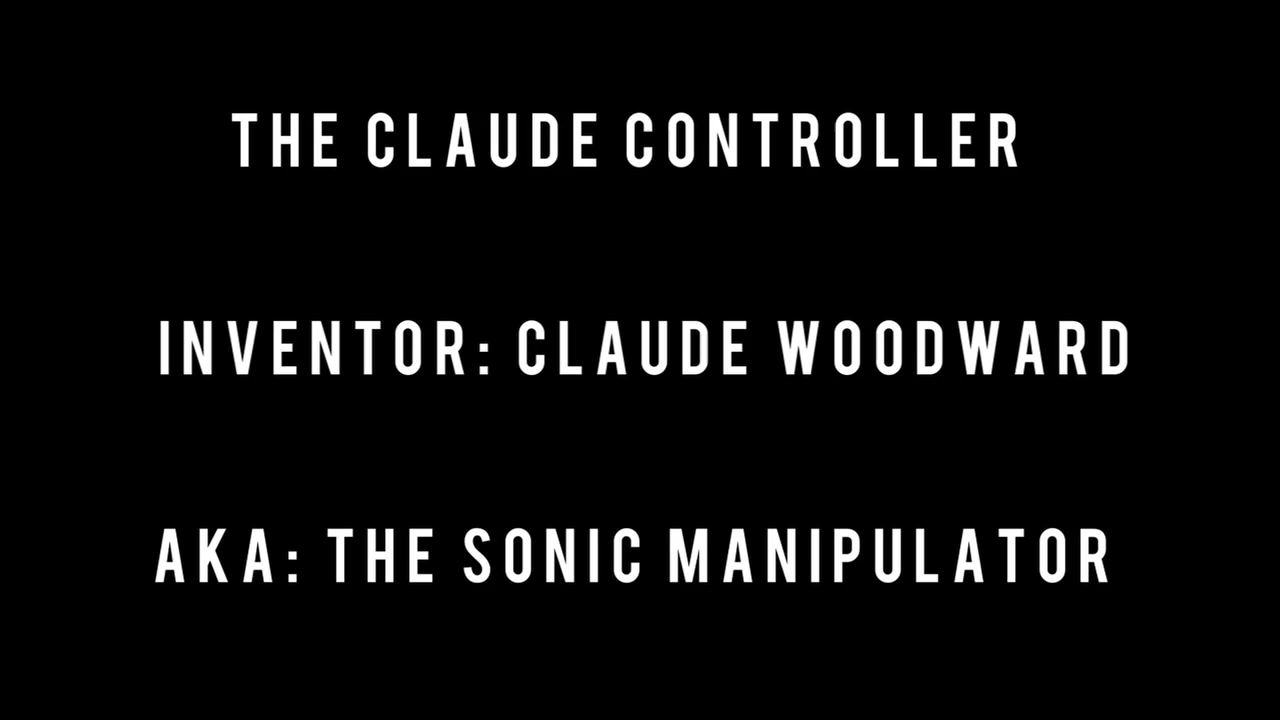 THE CLAUDE CONTROLLER
INVENTOR: CLAUDE WOODWARD
AKA: THE SONIC MANIPULATOR